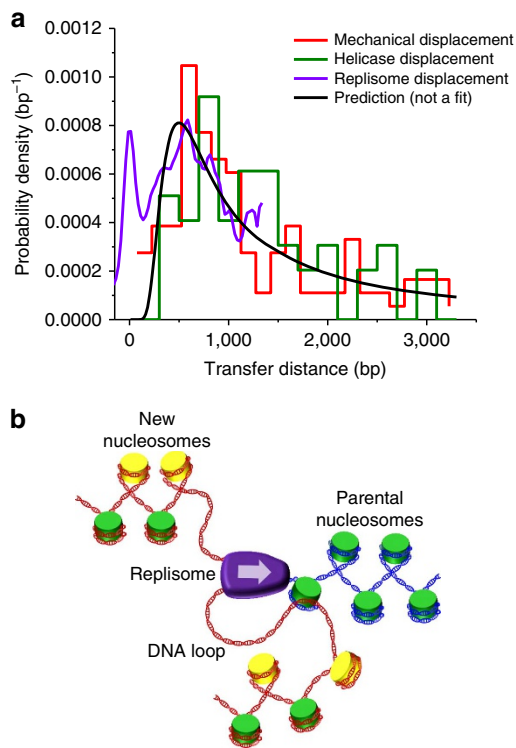 a
0.0012
0.0010
0.0008
0.0006
0.0004
0.0002
0.0000
Probability density (bp⁻¹)
Mechanical displacement
Helicase displacement
Replisome displacement
Prediction (not a fit)
0
1,000
2,000
3,000
Transfer distance (bp)
b
New
nucleosomes
Parental
nucleosomes
Replisome
DNA loop